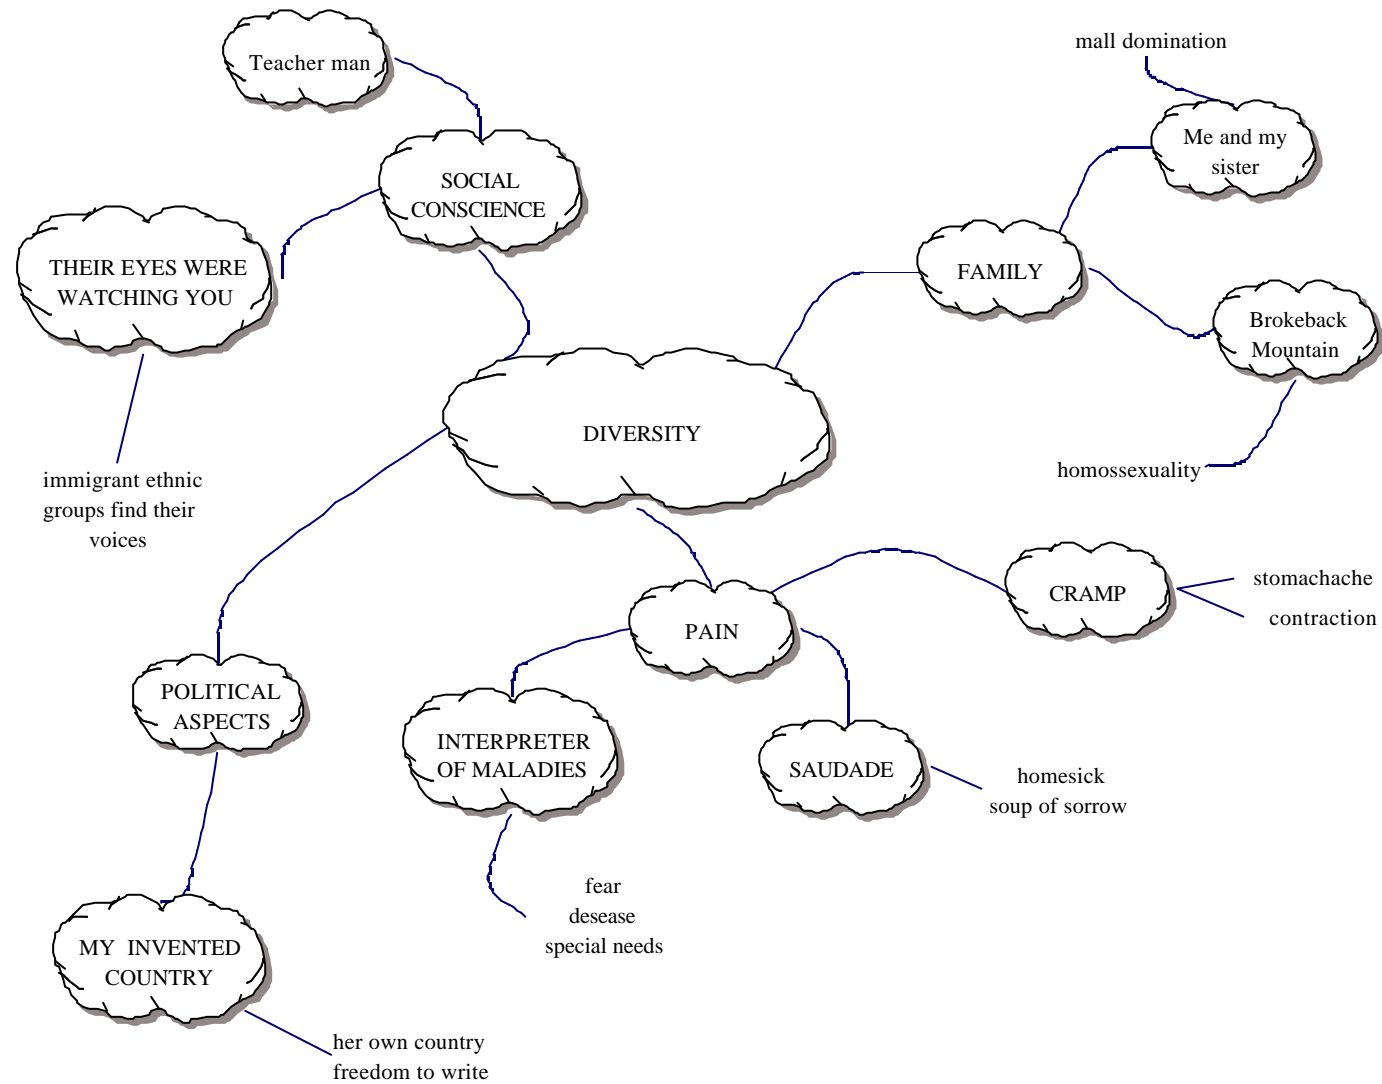 Teacher man
mall domination
Me and my
sister
SOCIAL
CONSCIENCE
THEIR EYES WERE
WATCHING YOU
FAMILY
Brokeback
Mountain
DIVERSITY
homossexuality
immigrant ethnic
groups find their
voices
CRAMP
stomachache
contraction
PAIN
POLITICAL
ASPECTS
INTERPRETER
OF MALADIES
SAUDADE
homesick
soup of sorrow
fear
desease
special needs
MY INVENTED
COUNTRY
her own country
freedom to write